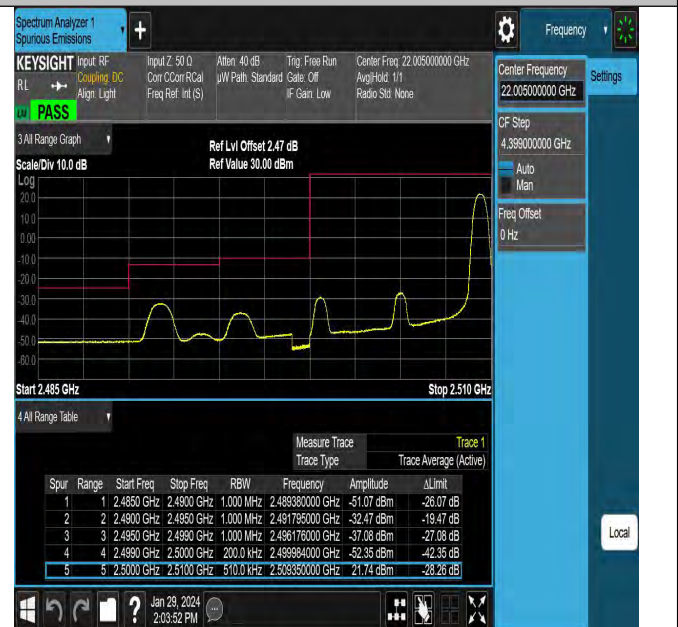 Spectrum Analyzer 1
Spurious Emissions
+
Frequency
KEYSIGHT
RL
Input: RF
Coupling: DC
Align: Light
Input Z: 50 Ω
Corr CCorr RCal
Freq Ref: Int (S)
Atten: 40 dB
µW Path: Standard
Trig: Free Run
Gate: Off
IF Gain: Low
Center Freq: 22.005000000 GHz
Avg|Hold: 1/1
Radio Std: None
PASS
Center Frequency
22.005000000 GHz
Settings
CF Step
4.399000000 GHz
Auto
Man
Freq Offset
0 Hz
3 All Range Graph
Scale/Div 10.0 dB
Ref Lvl Offset 2.47 dB
Ref Value 30.00 dBm
Log
20.0
10.0
0.00
-10.0
-20.0
-30.0
-40.0
-50.0
-60.0
Start 2.485 GHz
Stop 2.510 GHz
4 All Range Table
Measure Trace Trace 1
Trace Type Trace Average (Active)
Spur Range Start Freq Stop Freq RBW Frequency Amplitude ΔLimit
1 1 2.4850 GHz 2.4900 GHz 1.000 MHz 2.489380000 GHz -51.07 dBm -26.07 dB
2 2 2.4900 GHz 2.4950 GHz 1.000 MHz 2.491795000 GHz -32.47 dBm -19.47 dB
3 3 2.4950 GHz 2.4990 GHz 1.000 MHz 2.496176000 GHz -37.08 dBm -27.08 dB
4 4 2.4990 GHz 2.5000 GHz 200.0 kHz 2.499984000 GHz -52.35 dBm -42.35 dB
5 5 2.5000 GHz 2.5100 GHz 510.0 kHz 2.509350000 GHz 21.74 dBm -28.26 dB
Local
?
Jan 29, 2024
2:03:52 PM